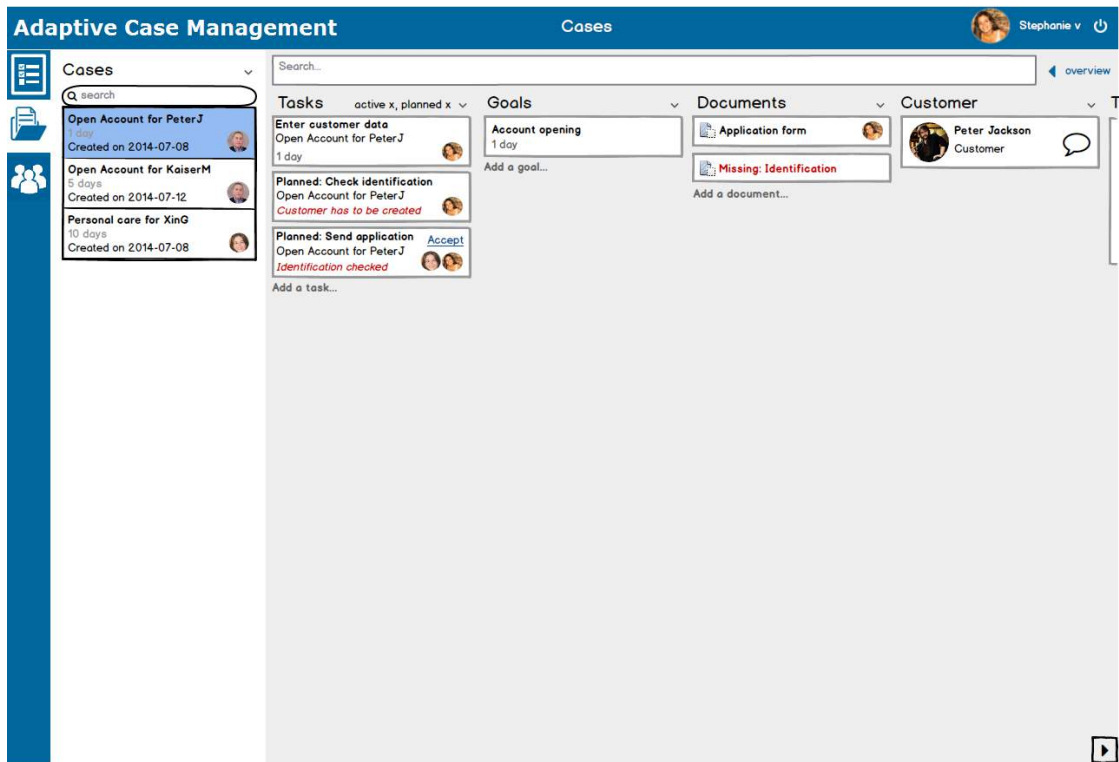 Adaptive Case Management
Cases
Stephanie v
Cases
search
Open Account for PeterJ
1 day
Created on 2014-07-08
Open Account for KaiserM
5 days
Created on 2014-07-12
Personal care for XinG
10 days
Created on 2014-07-08
Search...
overview
Tasks
active x, planned x
Enter customer data
Open Account for PeterJ
1 day
Planned: Check identification
Open Account for PeterJ
Customer has to be created
Planned: Send application
Accept
Open Account for PeterJ
Identification checked
Add a task...
Goals
Account opening
1 day
Add a goal...
Documents
Application form
Missing: Identification
Add a document...
Customer
Peter Jackson
Customer
T